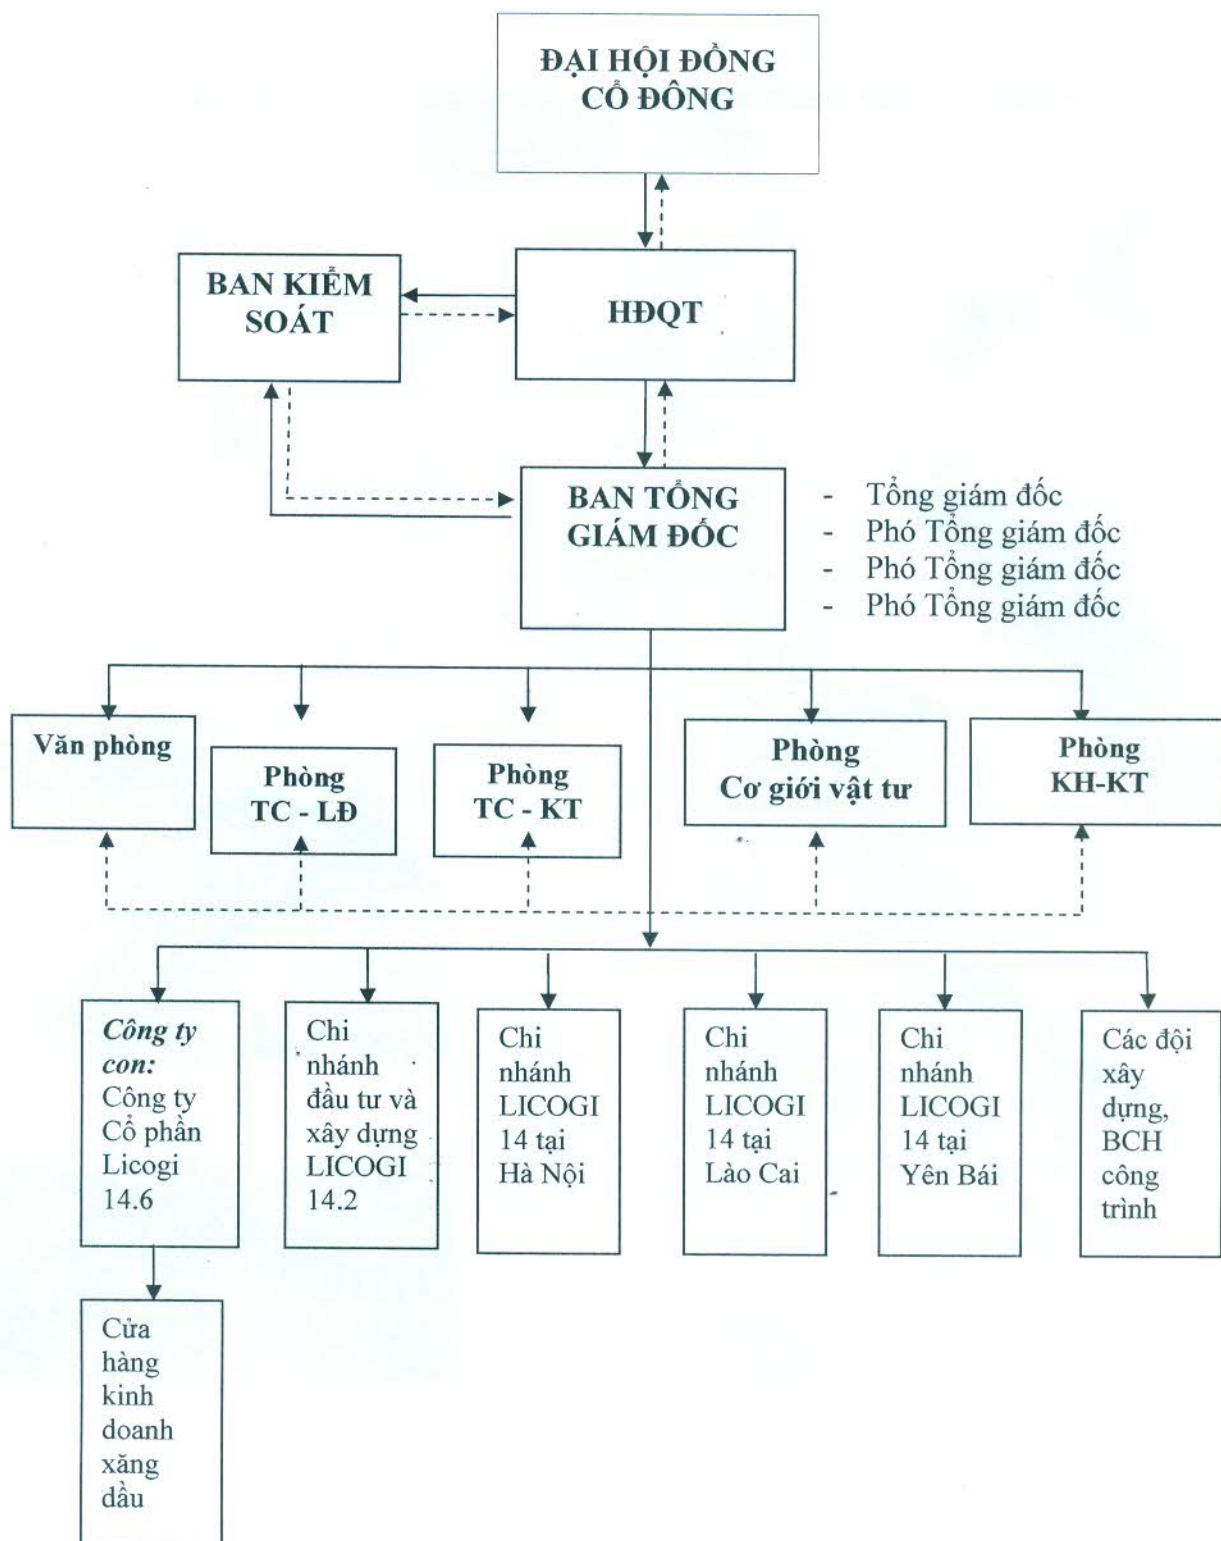 ĐẠI HỘI ĐỒNG
CỔ ĐÔNG
BAN KIỂM
SOÁT
HĐQT
BAN TỔNG
GIÁM ĐỐC
- Tổng giám đốc
- Phó Tổng giám đốc
- Phó Tổng giám đốc
- Phó Tổng giám đốc
Văn phòng
Phòng
TC - LĐ
Phòng
TC - KT
Phòng
Cơ giới vật tư
Phòng
KH-KT
Công ty
con:
Công ty
Cổ phần
Licogi
14.6
Chi
nhánh
đầu tư và
xây dựng
LICOGI
14.2
Chi
nhánh
LICOGI
14 tại
Hà Nội
Chi
nhánh
LICOGI
14 tại
Lào Cai
Chi
nhánh
LICOGI
14 tại
Yên Bái
Các đội
xây
dựng,
BCH
công
trình
Cửa
hàng
kinh
doanh
xăng
dầu